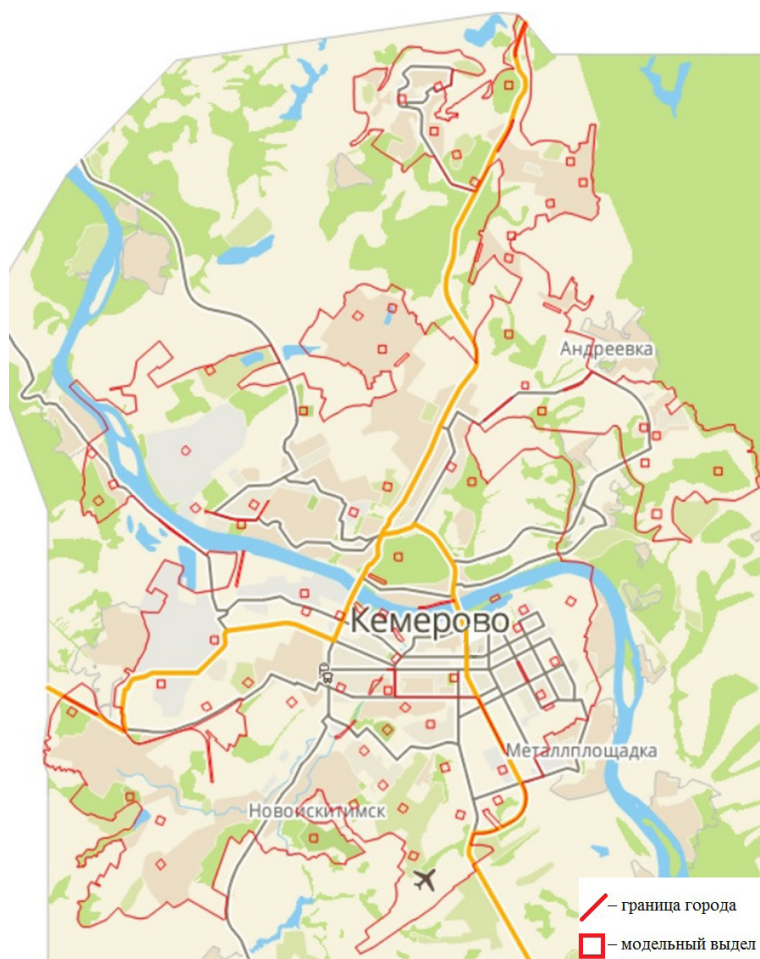 Андреевка
Кемерово
Металлплощадка
Новоискитимск
– граница города
– модельный выдел